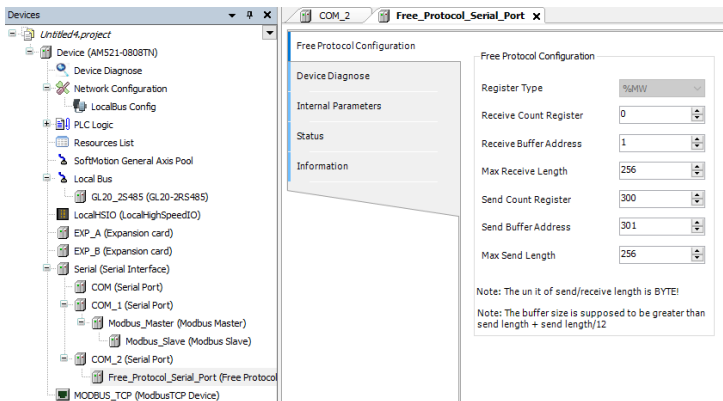 Devices
Untitled4.project
Device (AM521-0808TN)
Device Diagnose
Network Configuration
LocalBus Config
PLC Logic
Resources List
SoftMotion General Axis Pool
Local Bus
GL20_2S485 (GL20-2RS485)
LocalHSIO (LocalHighSpeedIO)
EXP_A (Expansion card)
EXP_B (Expansion card)
Serial (Serial Interface)
COM (Serial Port)
COM_1 (Serial Port)
Modbus_Master (Modbus Master)
Modbus_Slave (Modbus Slave)
COM_2 (Serial Port)
Free_Protocol_Serial_Port (Free Protocol
MODBUS_TCP (ModbusTCP Device)
COM_2
Free_Protocol_Serial_Port
Free Protocol Configuration
Device Diagnose
Internal Parameters
Status
Information
Free Protocol Configuration
Register Type %MW
Receive Count Register 0
Receive Buffer Address 1
Max Receive Length 256
Send Count Register 300
Send Buffer Address 301
Max Send Length 256
Note: The un it of send/receive length is BYTE!
Note: The buffer size is supposed to be greater than
send length + send length/12